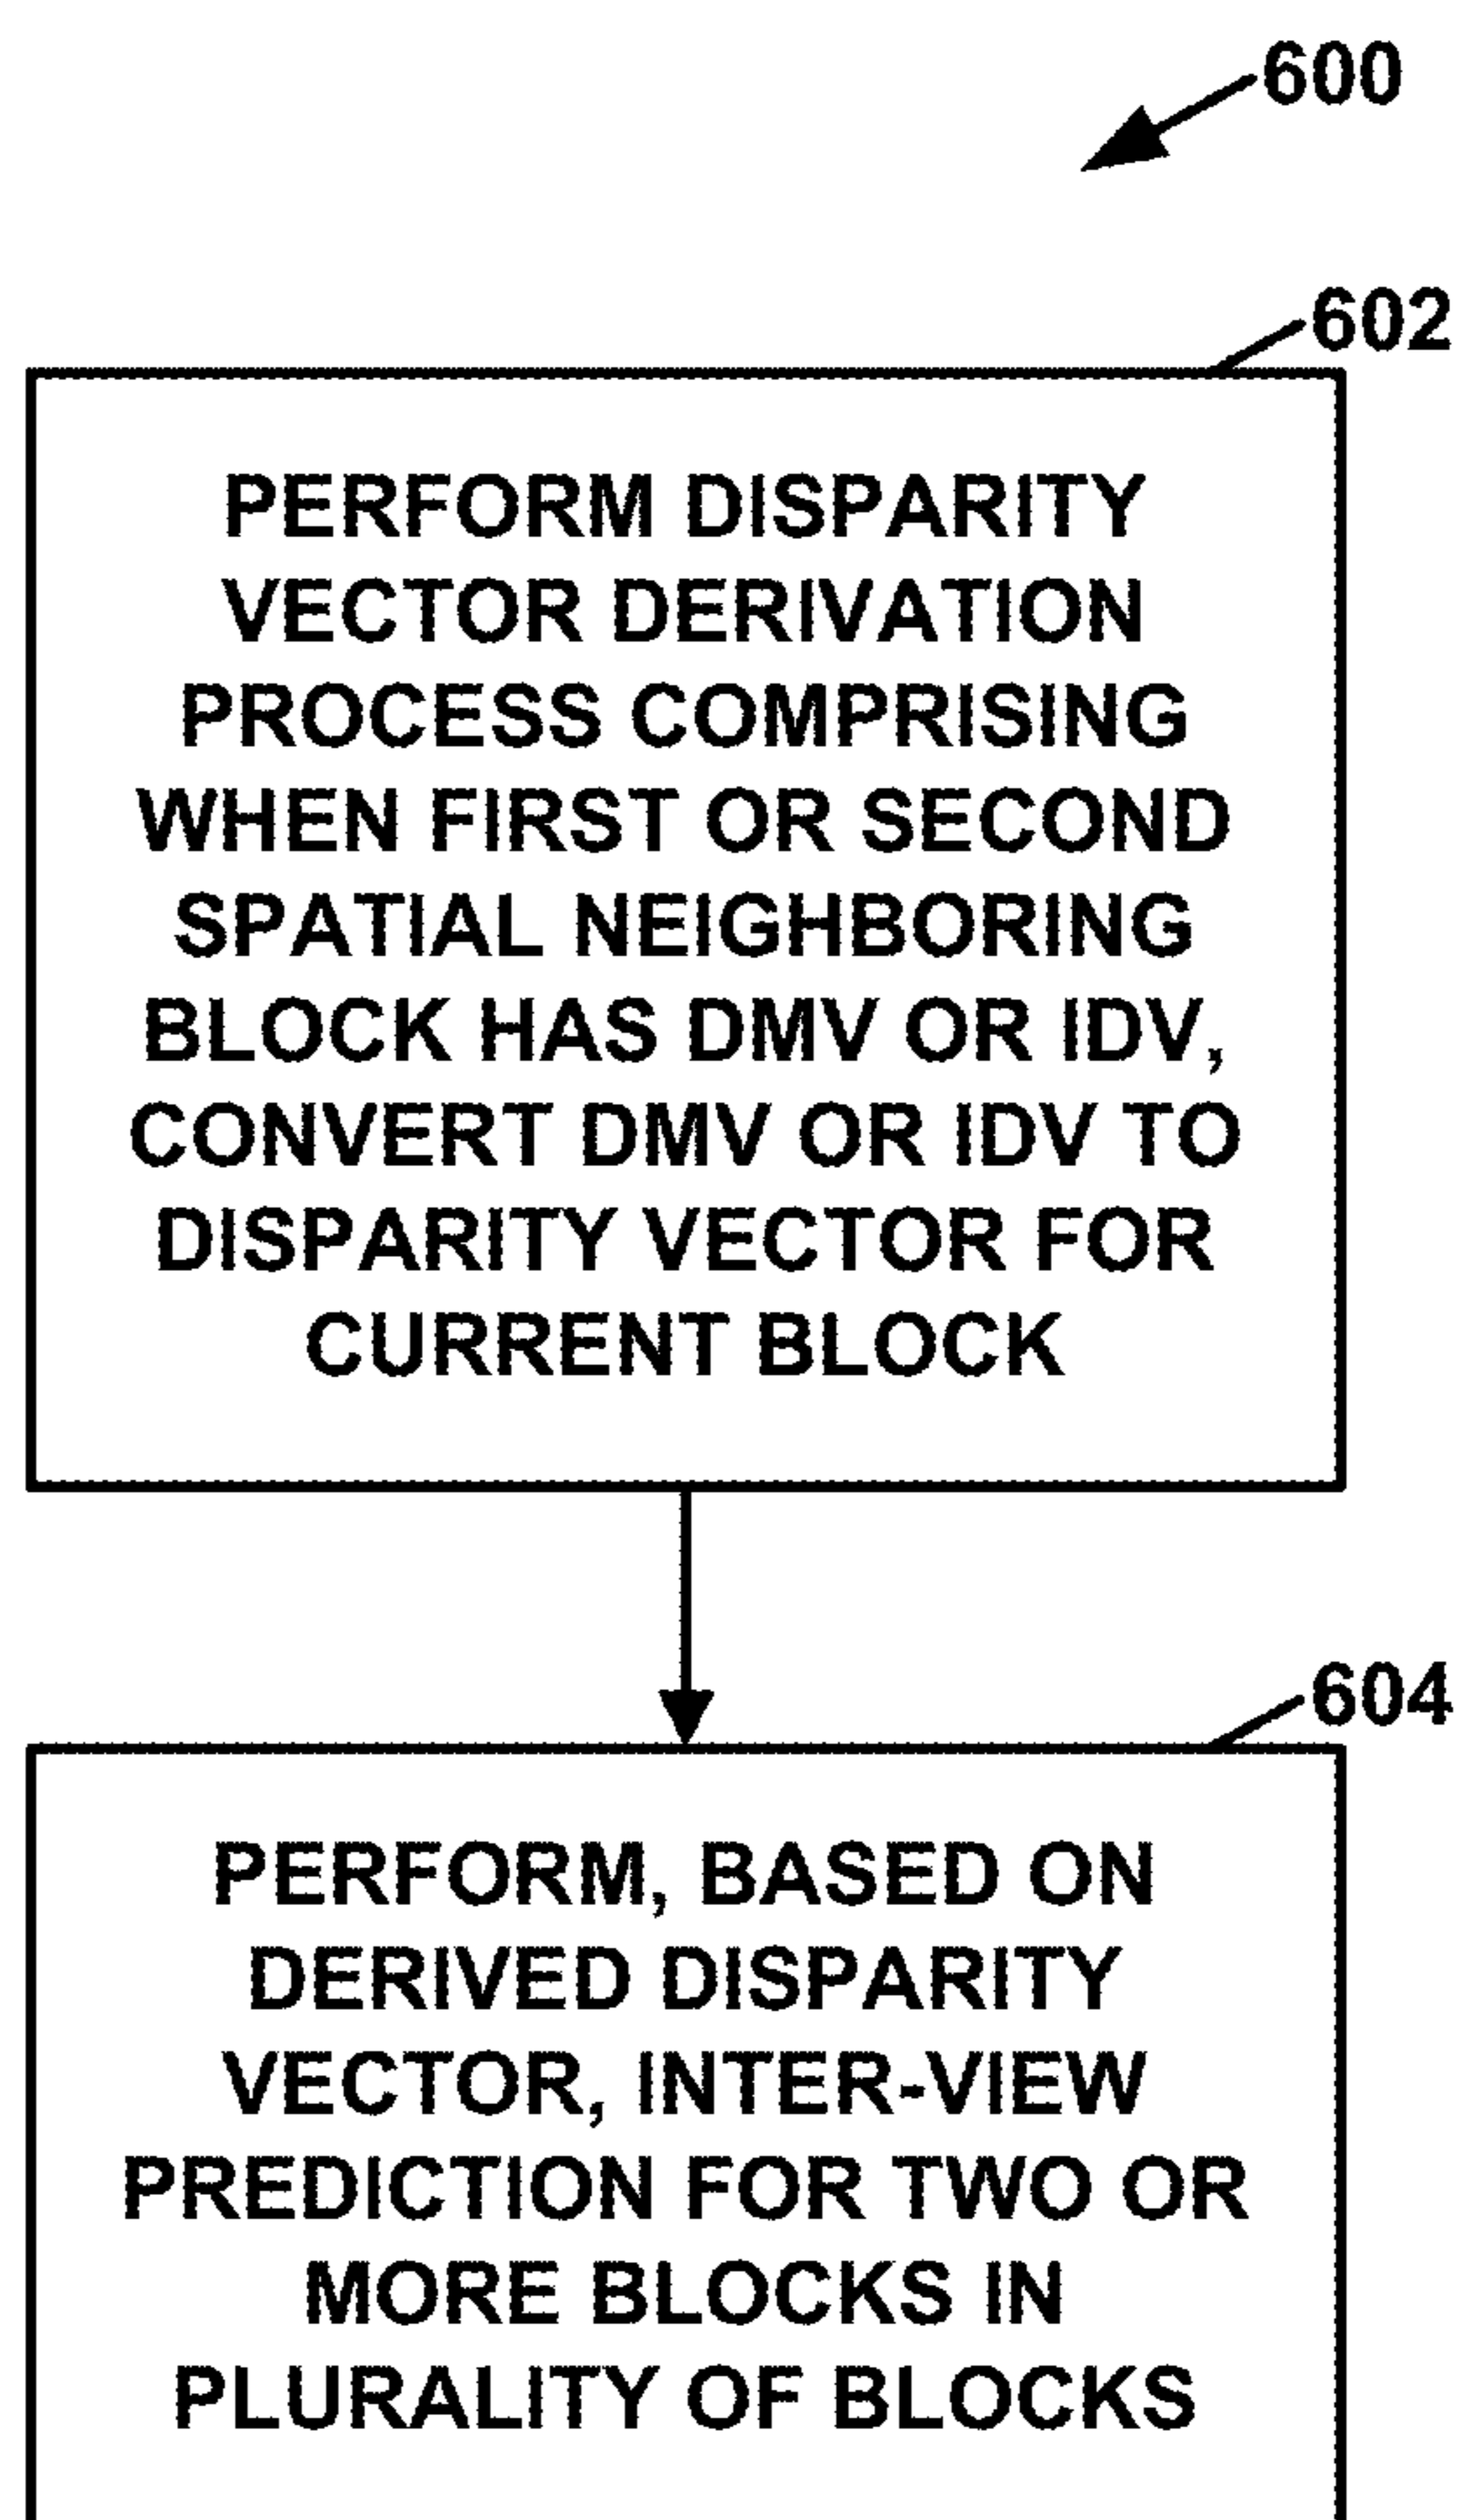 600
602
PERFORM DISPARITY
VECTOR DERIVATION
PROCESS COMPRISING
WHEN FIRST OR SECOND
SPATIAL NEIGHBORING
BLOCK HAS DMV OR IDV,
CONVERT DMV OR IDV TO
DISPARITY VECTOR FOR
CURRENT BLOCK
604
PERFORM, BASED ON
DERIVED DISPARITY
VECTOR, INTER-VIEW
PREDICTION FOR TWO OR
MORE BLOCKS IN
PLURALITY OF BLOCKS